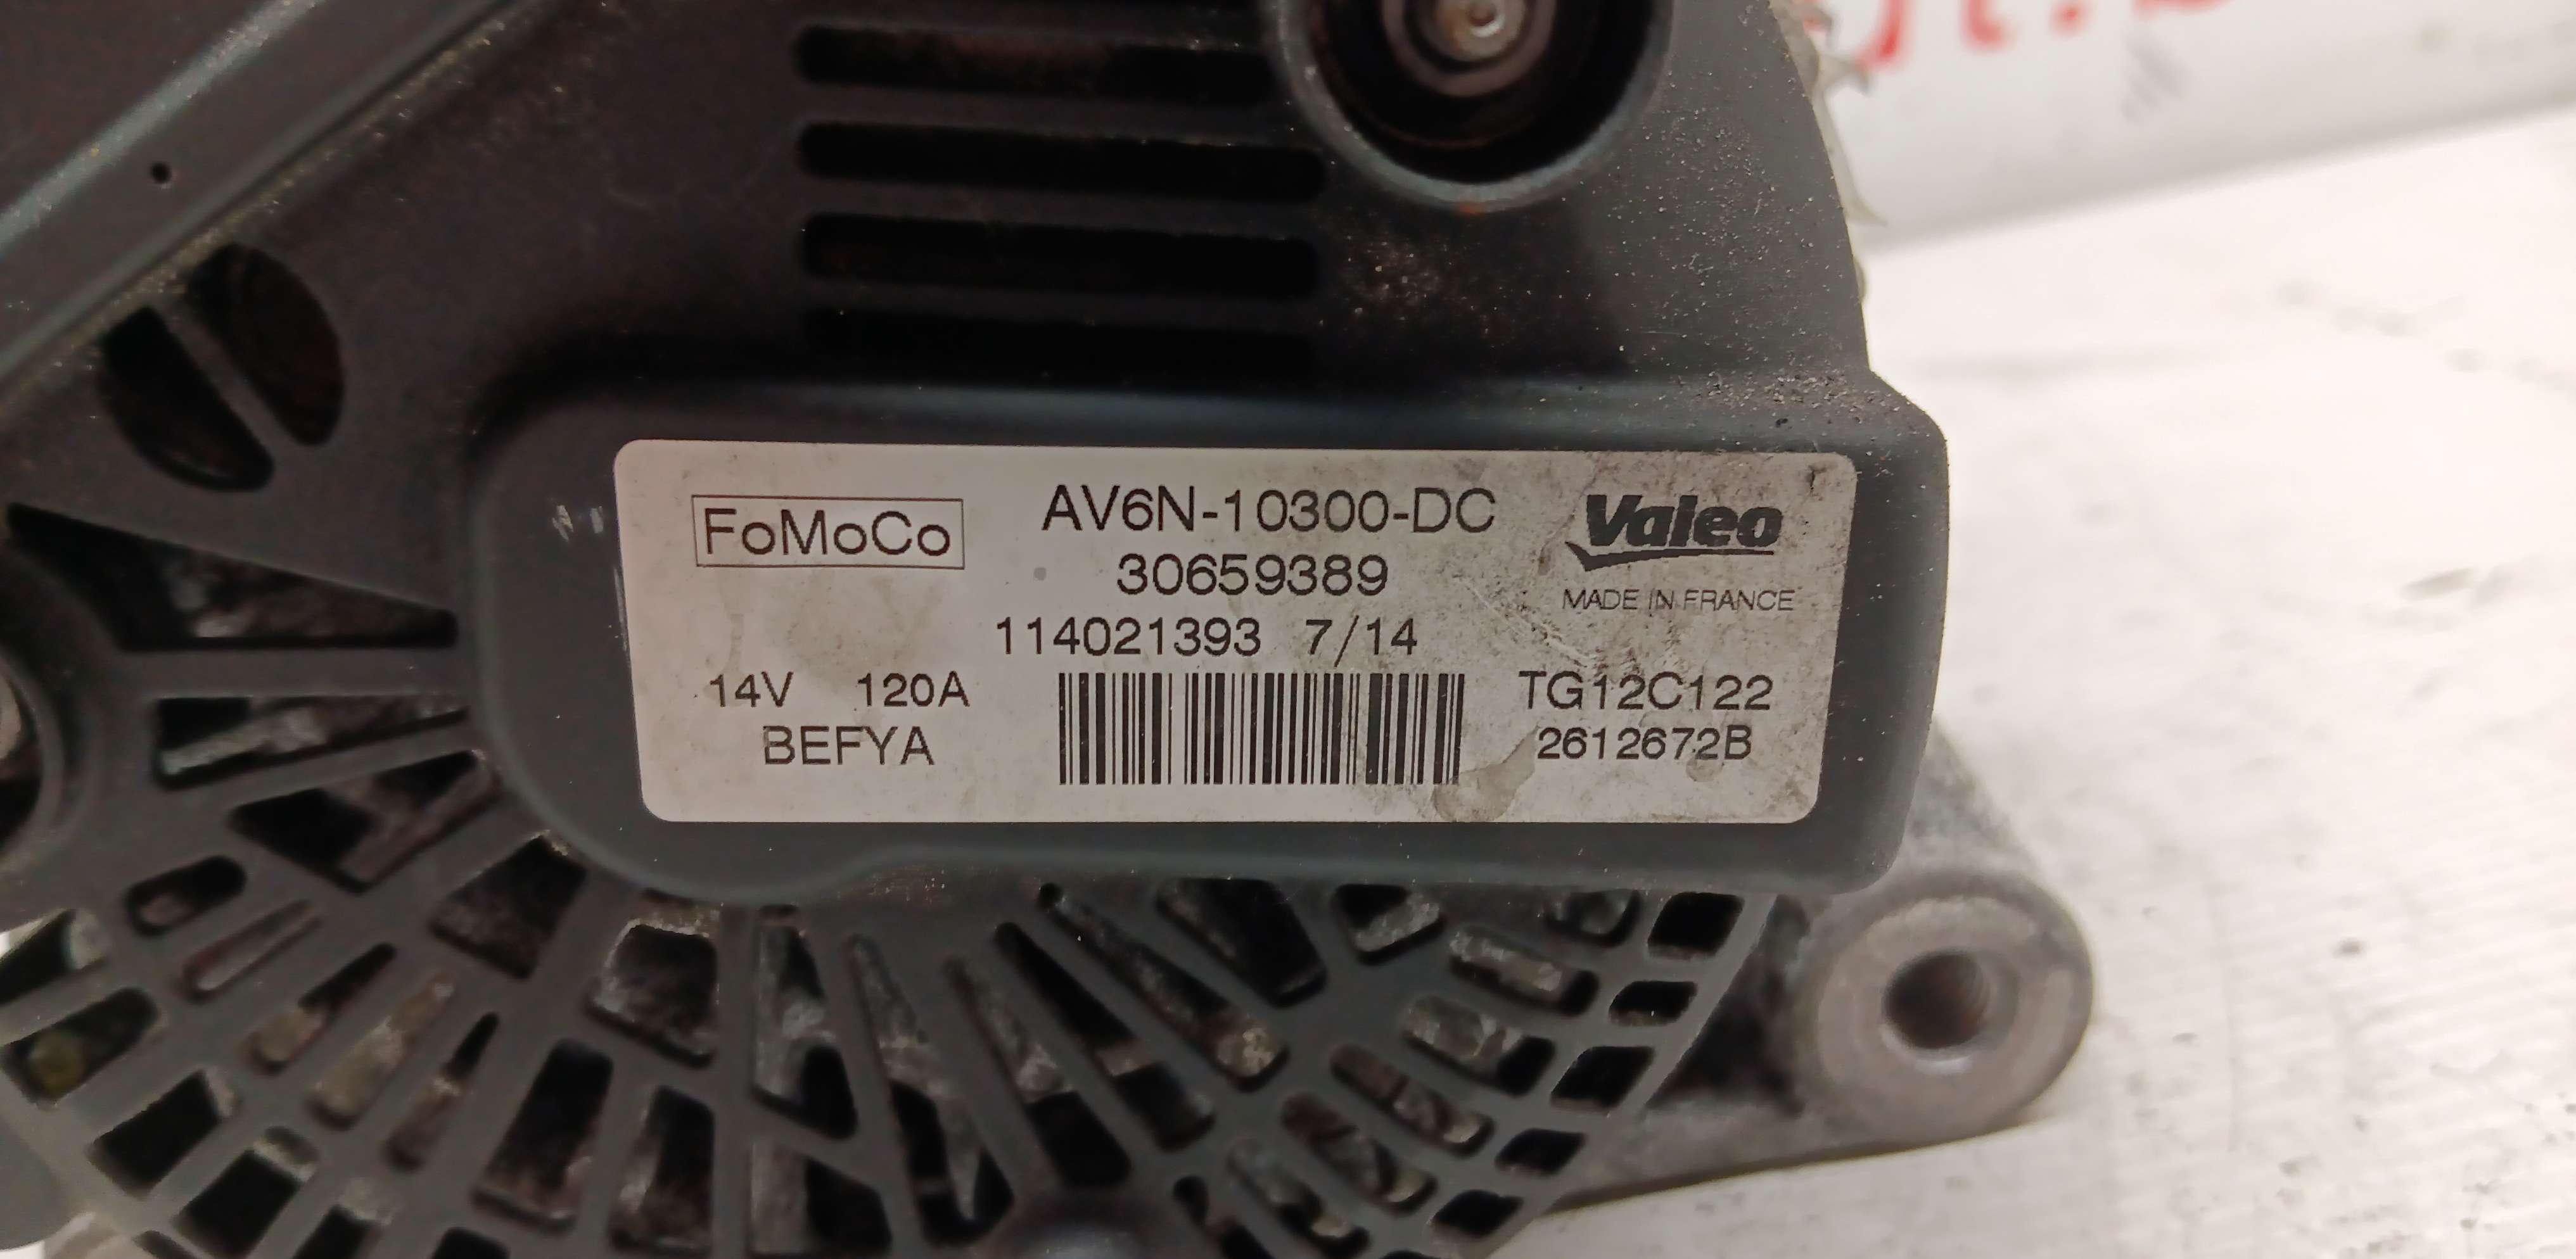 FoMoCo
AV6N-10300-DC
30659389
114021393 7/14
Valeo
MADE IN FRANCE
14V 120A
BEFYA
TG12C122
2612672B